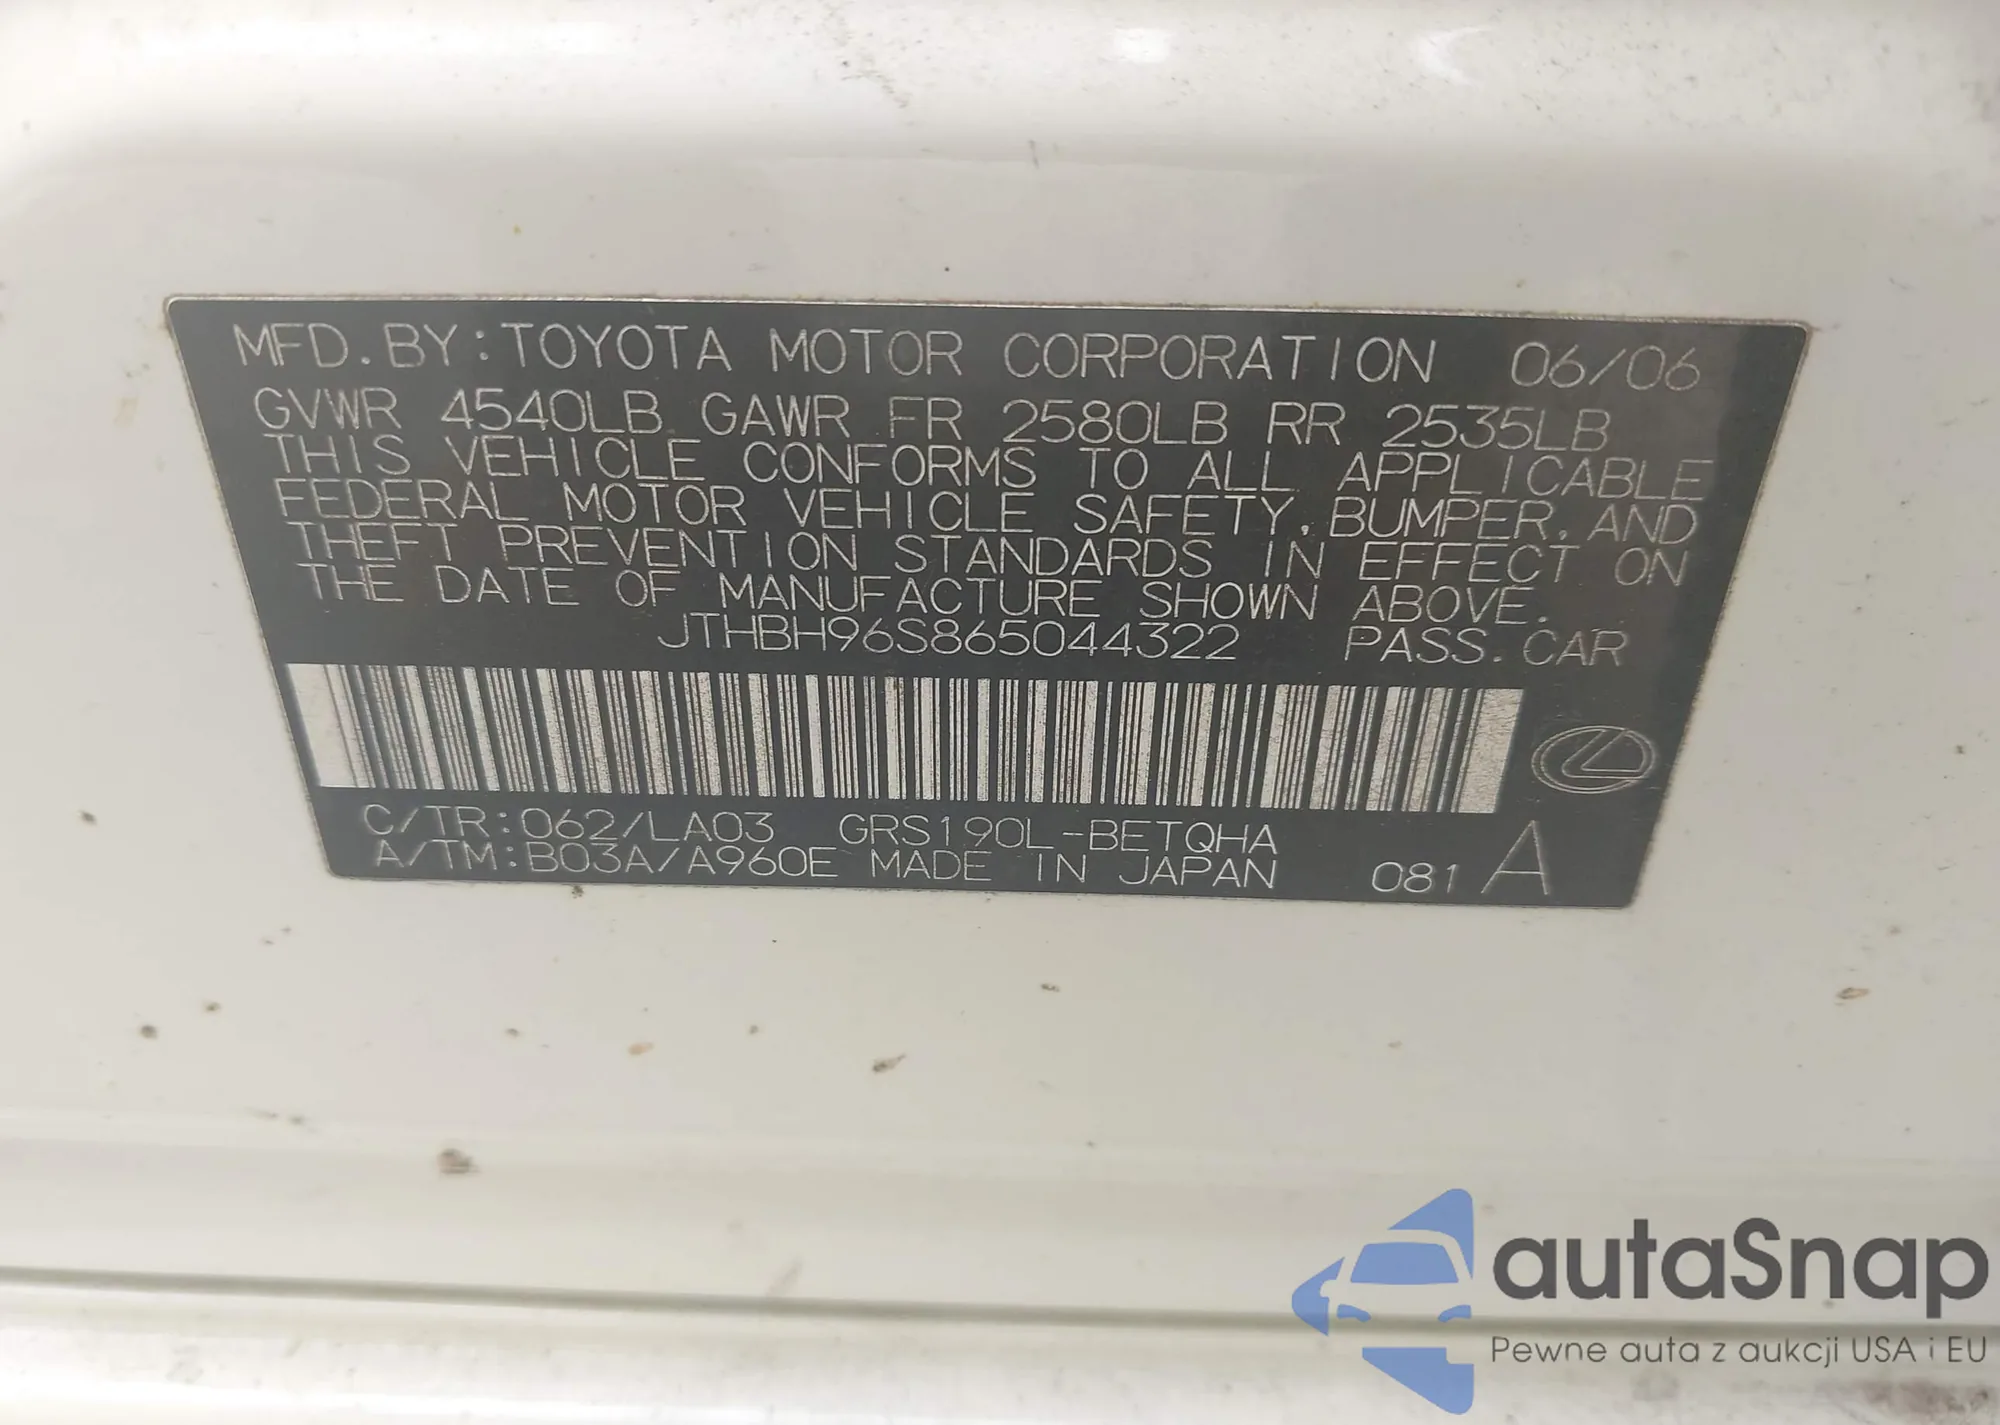 MFD. BY: TOYOTA MOTOR CORPORATION 06/06
GVWR 4540LB GAWR FR 2580LB RR 2535LB
THIS VEHICLE CONFORMS TO ALL APPLICABLE
FEDERAL MOTOR VEHICLE SAFETY, BUMPER, AND
THEFT PREVENTION STANDARDS IN EFFECT ON
THE DATE OF MANUFACTURE SHOWN ABOVE.
JTHBH96S865044322 PASS. CAR
C/TR: 062/LA03 GRS190L-BETQHA
A/TM: B03A/A960E MADE IN JAPAN 081 A
autaSnap
Pewne auta z aukcji USA i EU